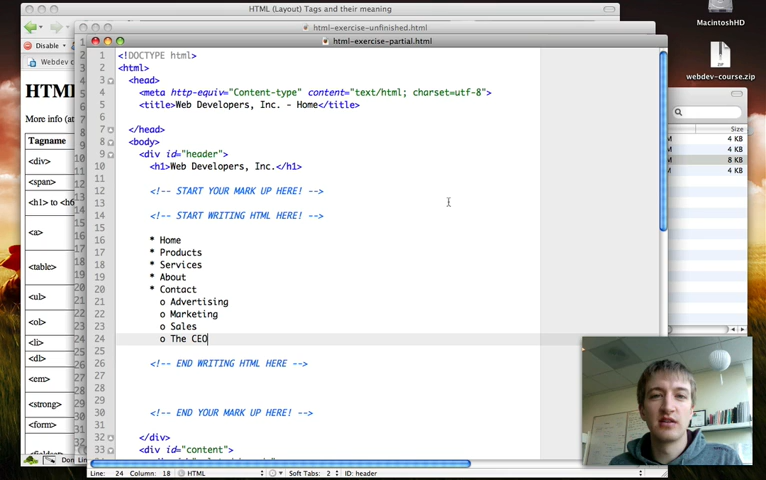 HTML (Layout) Tags and their meaning
MacintoshHD
webdev-course.zip
Disable
Webdev
HTM
More info (at
Tagname
<div>
<span>
<h1> to <h6
<a>
<table>
<ul>
<ol>
<li>
<dl>
<em>
<strong>
<form>
html-exercise-unfinished.html
html-exercise-partial.html
1 <!DOCTYPE html>
2 <html>
3 <head>
4 <meta http-equiv="Content-type" content="text/html; charset=utf-8">
5 <title>Web Developers, Inc. - Home</title>
6
7 </head>
8 <body>
9 <div id="header">
10 <h1>Web Developers, Inc.</h1>
11
12 <!-- START YOUR MARK UP HERE! -->
13
14 <!-- START WRITING HTML HERE! -->
15
16 * Home
17 * Products
18 * Services
19 * About
20 * Contact
21 o Advertising
22 o Marketing
23 o Sales
24 o The CEO
25
26 <!-- END WRITING HTML HERE -->
27
28
29
30 <!-- END YOUR MARK UP HERE! -->
31
32 </div>
33 <div id="content">
Line: 24 Column: 18 HTML Soft Tabs: 2 ID: header
Size
4 KB
4 KB
8 KB
4 KB